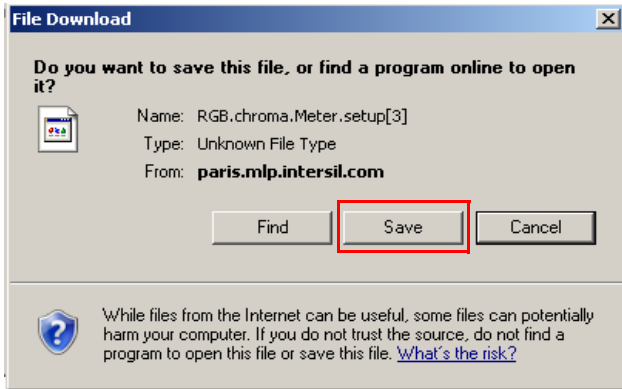 File Download
Do you want to save this file, or find a program online to open
it?
Name: RGB.chroma.Meter.setup[3]
Type: Unknown File Type
From: paris.mlp.intersil.com
Find Save Cancel
While files from the Internet can be useful, some files can potentially
harm your computer. If you do not trust the source, do not find a
program to open this file or save this file. What's the risk?